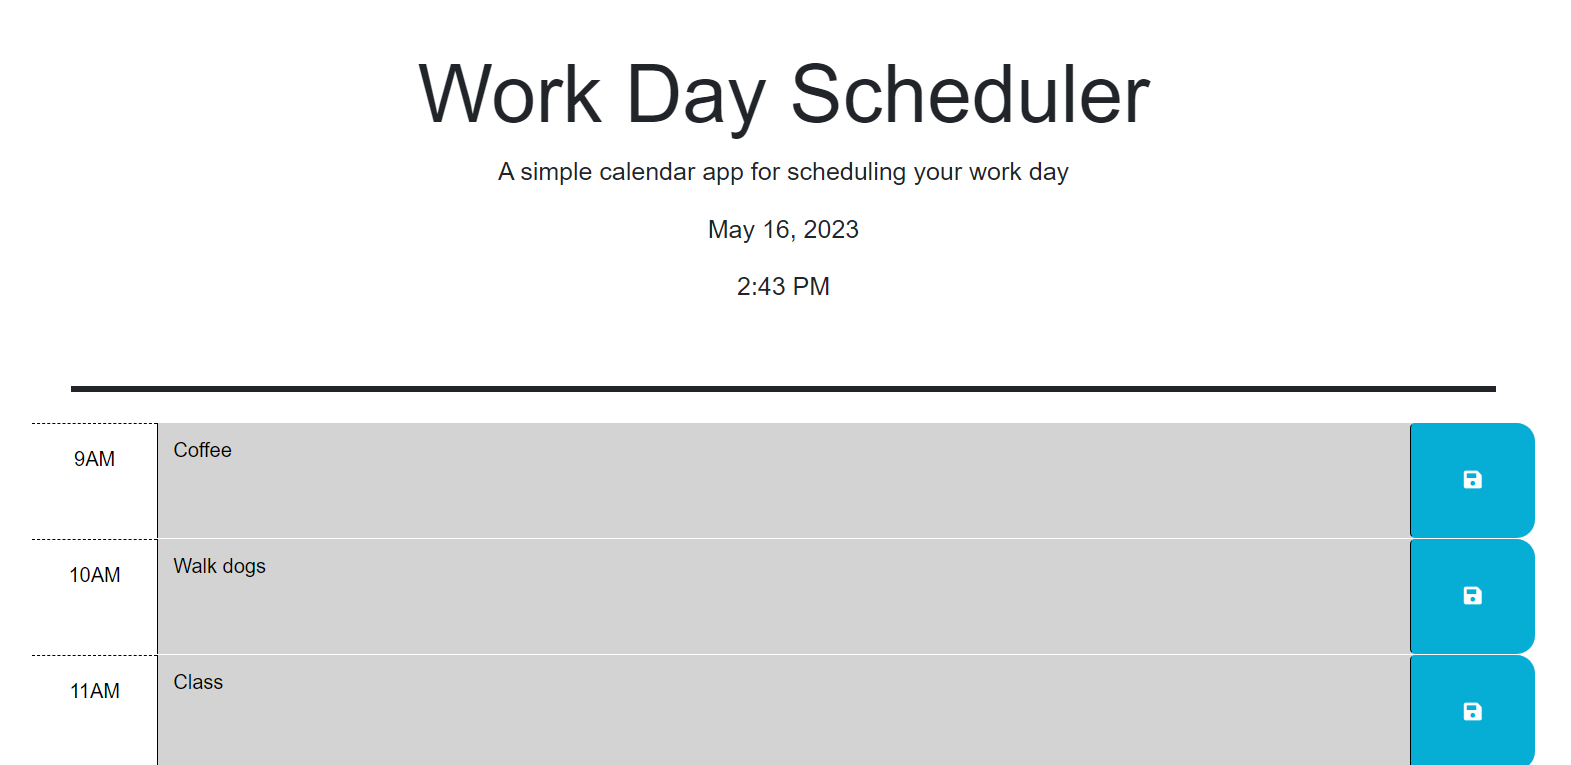 Work Day Scheduler
A simple calendar app for scheduling your work day
May 16, 2023
2:43 PM
9AM
Coffee
10AM
Walk dogs
11AM
Class